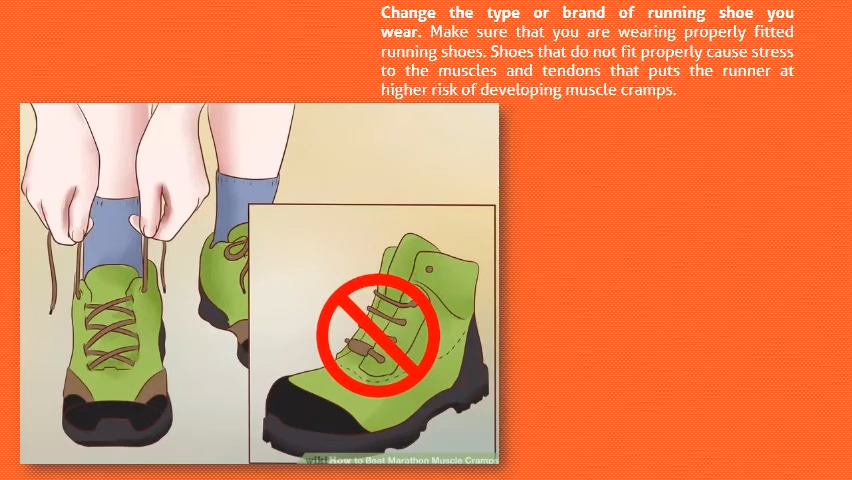 Change the type or brand of running shoe you
wear. Make sure that you are wearing properly fitted
running shoes. Shoes that do not fit properly cause stress
to the muscles and tendons that puts the runner at
higher risk of developing muscle cramps.
wiki How to Beat Marathon Muscle Cramps